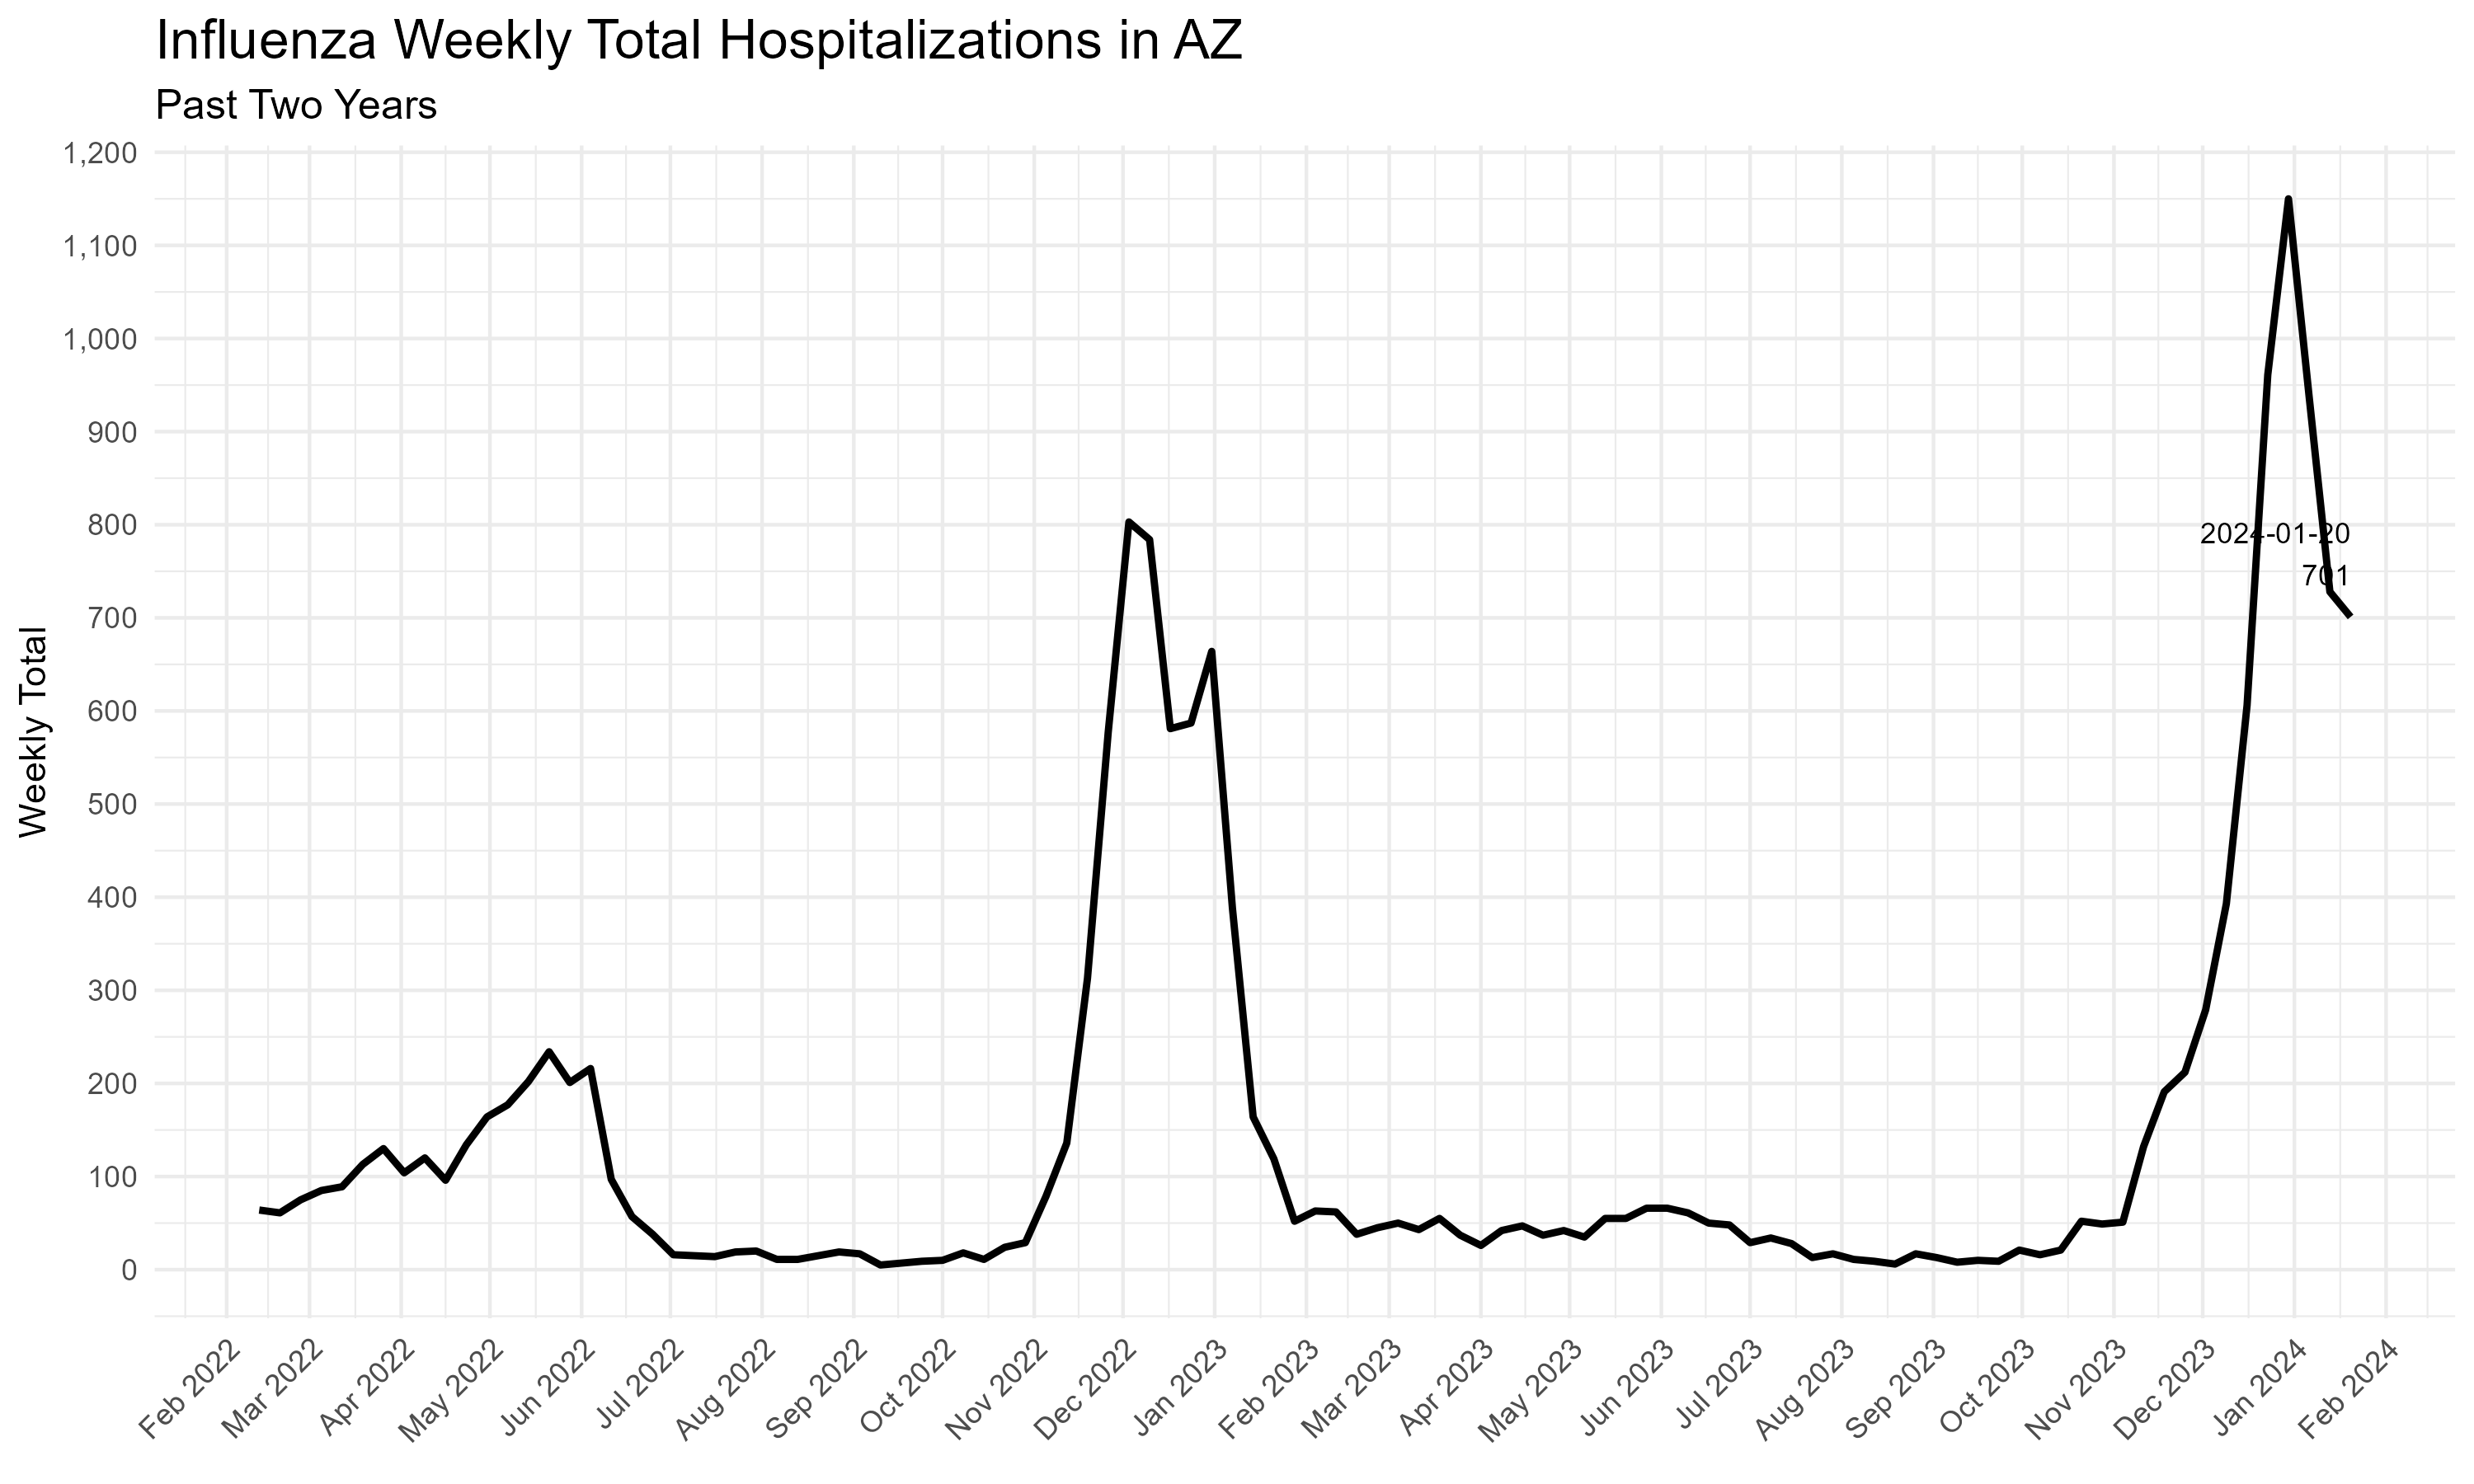 Influenza Weekly Total Hospitalizations in AZ
Past Two Years
Weekly Total
1,200
1,100
1,000
900
800
700
600
500
400
300
200
100
0
2024-01-20
701
Feb 2022
Mar 2022
Apr 2022
May 2022
Jun 2022
Jul 2022
Aug 2022
Sep 2022
Oct 2022
Nov 2022
Dec 2022
Jan 2023
Feb 2023
Mar 2023
Apr 2023
May 2023
Jun 2023
Jul 2023
Aug 2023
Sep 2023
Oct 2023
Nov 2023
Dec 2023
Jan 2024
Feb 2024